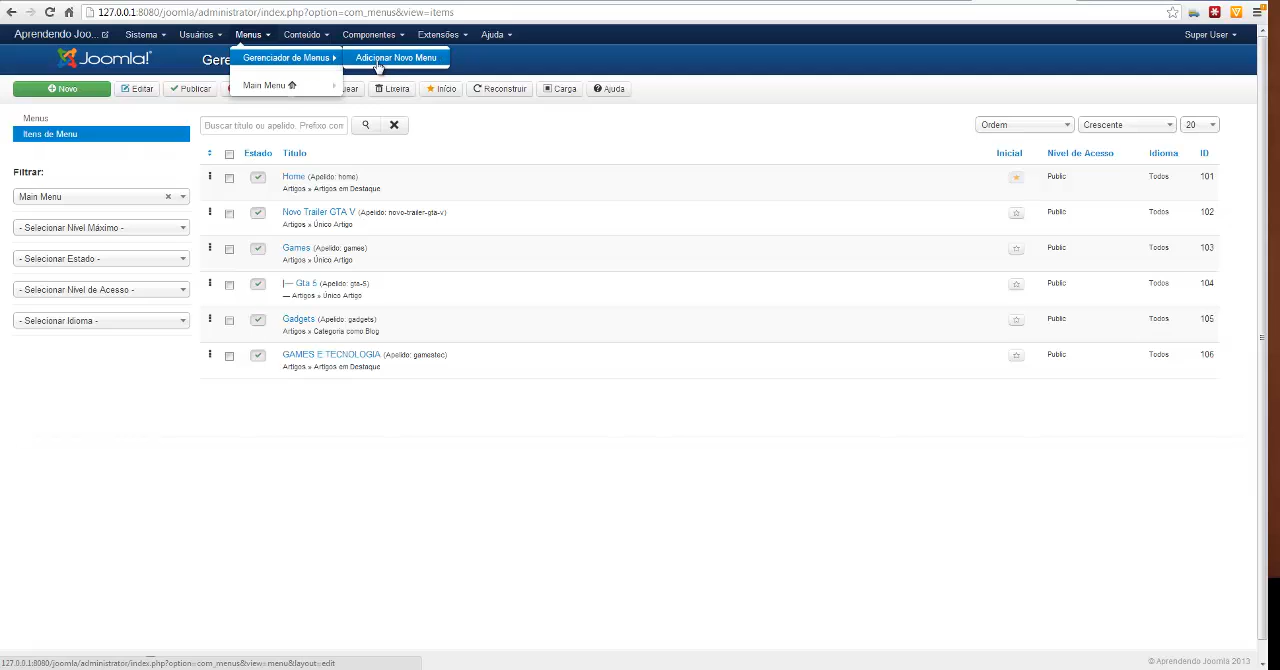 127.0.0.1:8080/joomla/administrator/index.php?option=com_menus&view=items
Aprendendo Joo... Sistema Usuários Menus Conteúdo Componentes Extensões Ajuda Super User
Joomla! Gere
Gerenciador de Menus Adicionar Novo Menu
Main Menu
Novo Editar Publicar uear Lixeira Início Reconstruir Carga Ajuda
Menus
Itens de Menu
Buscar título ou apelido. Prefixo com Ordem Crescente 20
Estado Título Inicial Nível de Acesso Idioma ID
Filtrar:
Main Menu
- Selecionar Nível Máximo -
- Selecionar Estado -
- Selecionar Nível de Acesso -
- Selecionar Idioma -
Home (Apelido: home) Public Todos 101
Artigos » Artigos em Destaque
Novo Trailer GTA V (Apelido: novo-trailer-gta-v) Public Todos 102
Artigos » Único Artigo
Games (Apelido: games) Public Todos 103
Artigos » Único Artigo
|— Gta 5 (Apelido: gta-5) Public Todos 104
— Artigos » Único Artigo
Gadgets (Apelido: gadgets) Public Todos 105
Artigos » Categoria como Blog
GAMES E TECNOLOGIA (Apelido: gamestec) Public Todos 106
Artigos » Artigos em Destaque
127.0.0.1:8080/joomla/administrator/index.php?option=com_menus&view=menu&layout=edit
© Aprendendo Joomla 2013